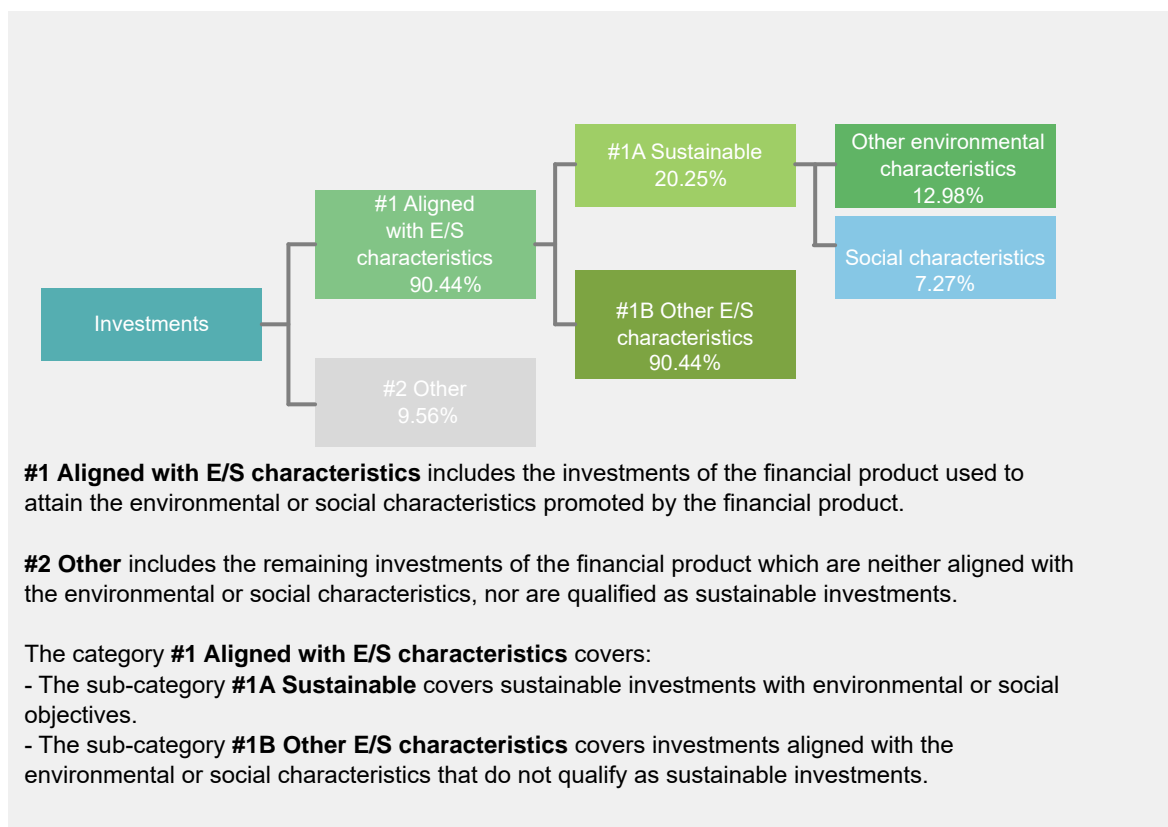 #1A Sustainable
20.25%
Other environmental
characteristics
12.98%
#1 Aligned
with E/S
characteristics
90.44%
Social characteristics
7.27%
Investments
#1B Other E/S
characteristics
90.44%
#2 Other
9.56%
#1 Aligned with E/S characteristics includes the investments of the financial product used to
attain the environmental or social characteristics promoted by the financial product.
#2 Other includes the remaining investments of the financial product which are neither aligned with
the environmental or social characteristics, nor are qualified as sustainable investments.
The category #1 Aligned with E/S characteristics covers:
- The sub-category #1A Sustainable covers sustainable investments with environmental or social
objectives.
- The sub-category #1B Other E/S characteristics covers investments aligned with the
environmental or social characteristics that do not qualify as sustainable investments.